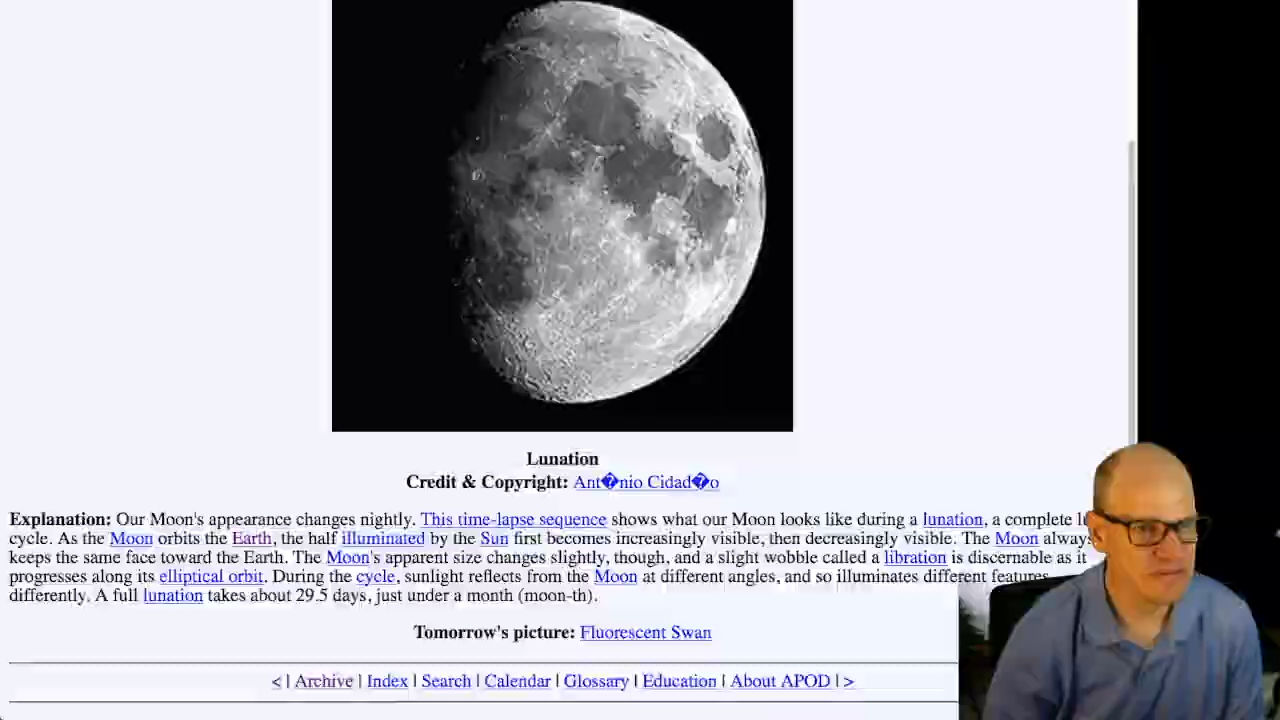 Lunation
Credit & Copyright: Ant�nio Cidad�o
Explanation: Our Moon's appearance changes nightly. This time-lapse sequence shows what our Moon looks like during a lunation, a complete
cycle. As the Moon orbits the Earth, the half illuminated by the Sun first becomes increasingly visible, then decreasingly visible. The Moon always
keeps the same face toward the Earth. The Moon's apparent size changes slightly, though, and a slight wobble called a libration is discernable as it
progresses along its elliptical orbit. During the cycle, sunlight reflects from the Moon at different angles, and so illuminates different features
differently. A full lunation takes about 29.5 days, just under a month (moon-th).
Tomorrow's picture: Fluorescent Swan
< | Archive | Index | Search | Calendar | Glossary | Education | About APOD | >